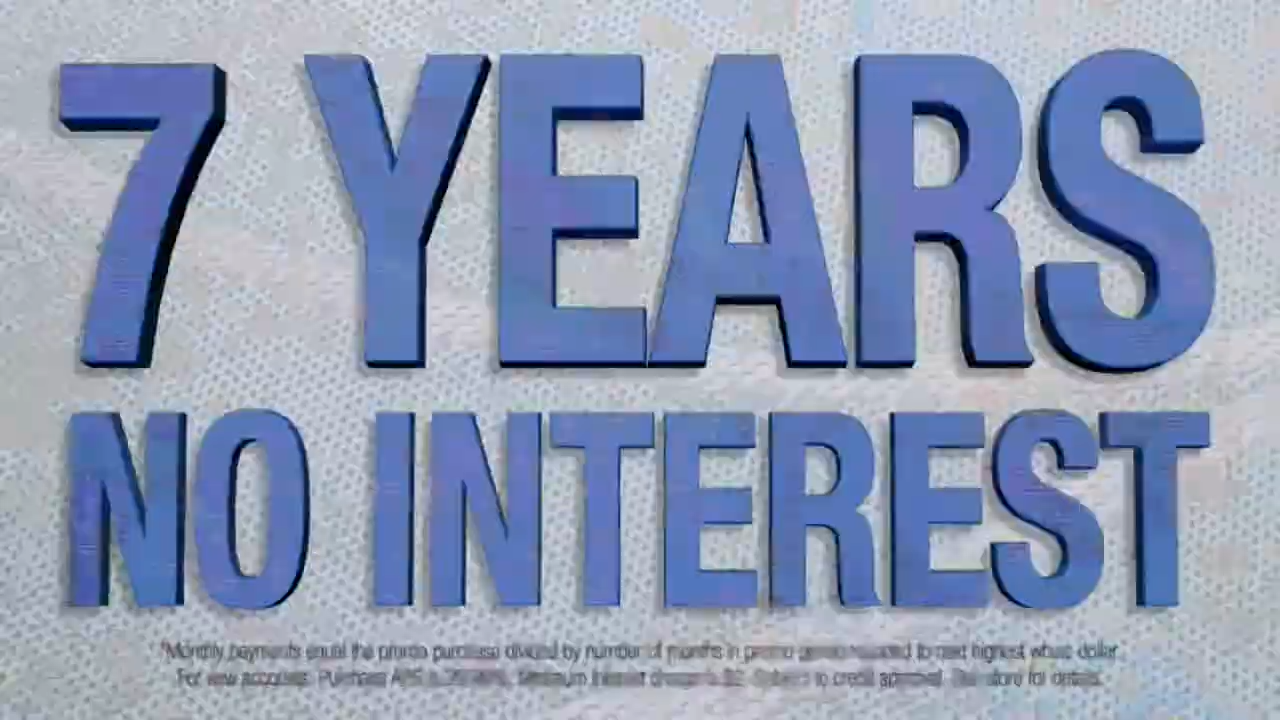 7 YEARS
NO INTEREST
*Monthly payments equal the promo purchase divided by number of months in promo period rounded to next highest whole dollar.
For new accounts: Purchase APR is Minimum interest charge is $2. Subject to credit approval. See store for details.